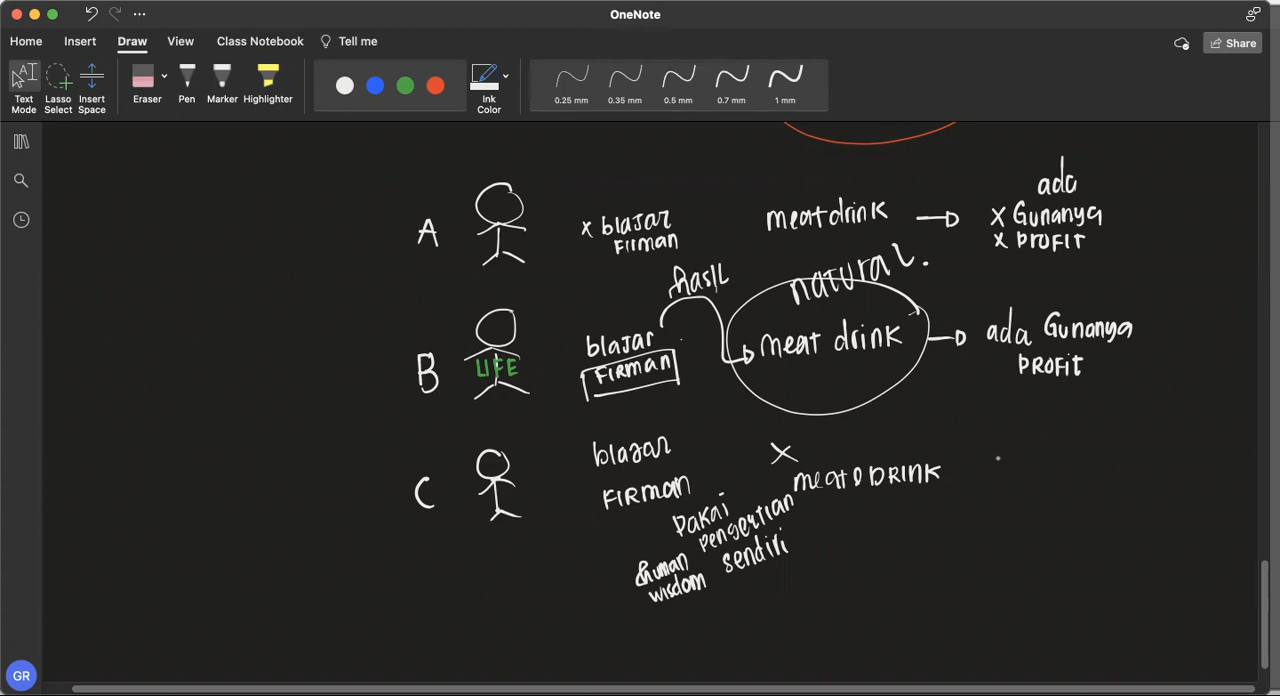 OneNote
Home Insert Draw View Class Notebook Tell me
Share
Text Mode
Lasso Select
Insert Space
Eraser
Pen
Marker
Highlighter
Ink Color
0.25 mm
0.35 mm
0.5 mm
0.7 mm
1 mm
A
x blajar
FIRMAN
meat drink
ada
x Gunanya
x PROFIT
hasil
natural.
B
LIFE
blajar
FIRMAN
meat drink
ada Gunanya
PROFIT
C
blajar
FIRMAN
X
meat & DRINK
Pakai
pengertian
sendiri
human
wisdom
GR